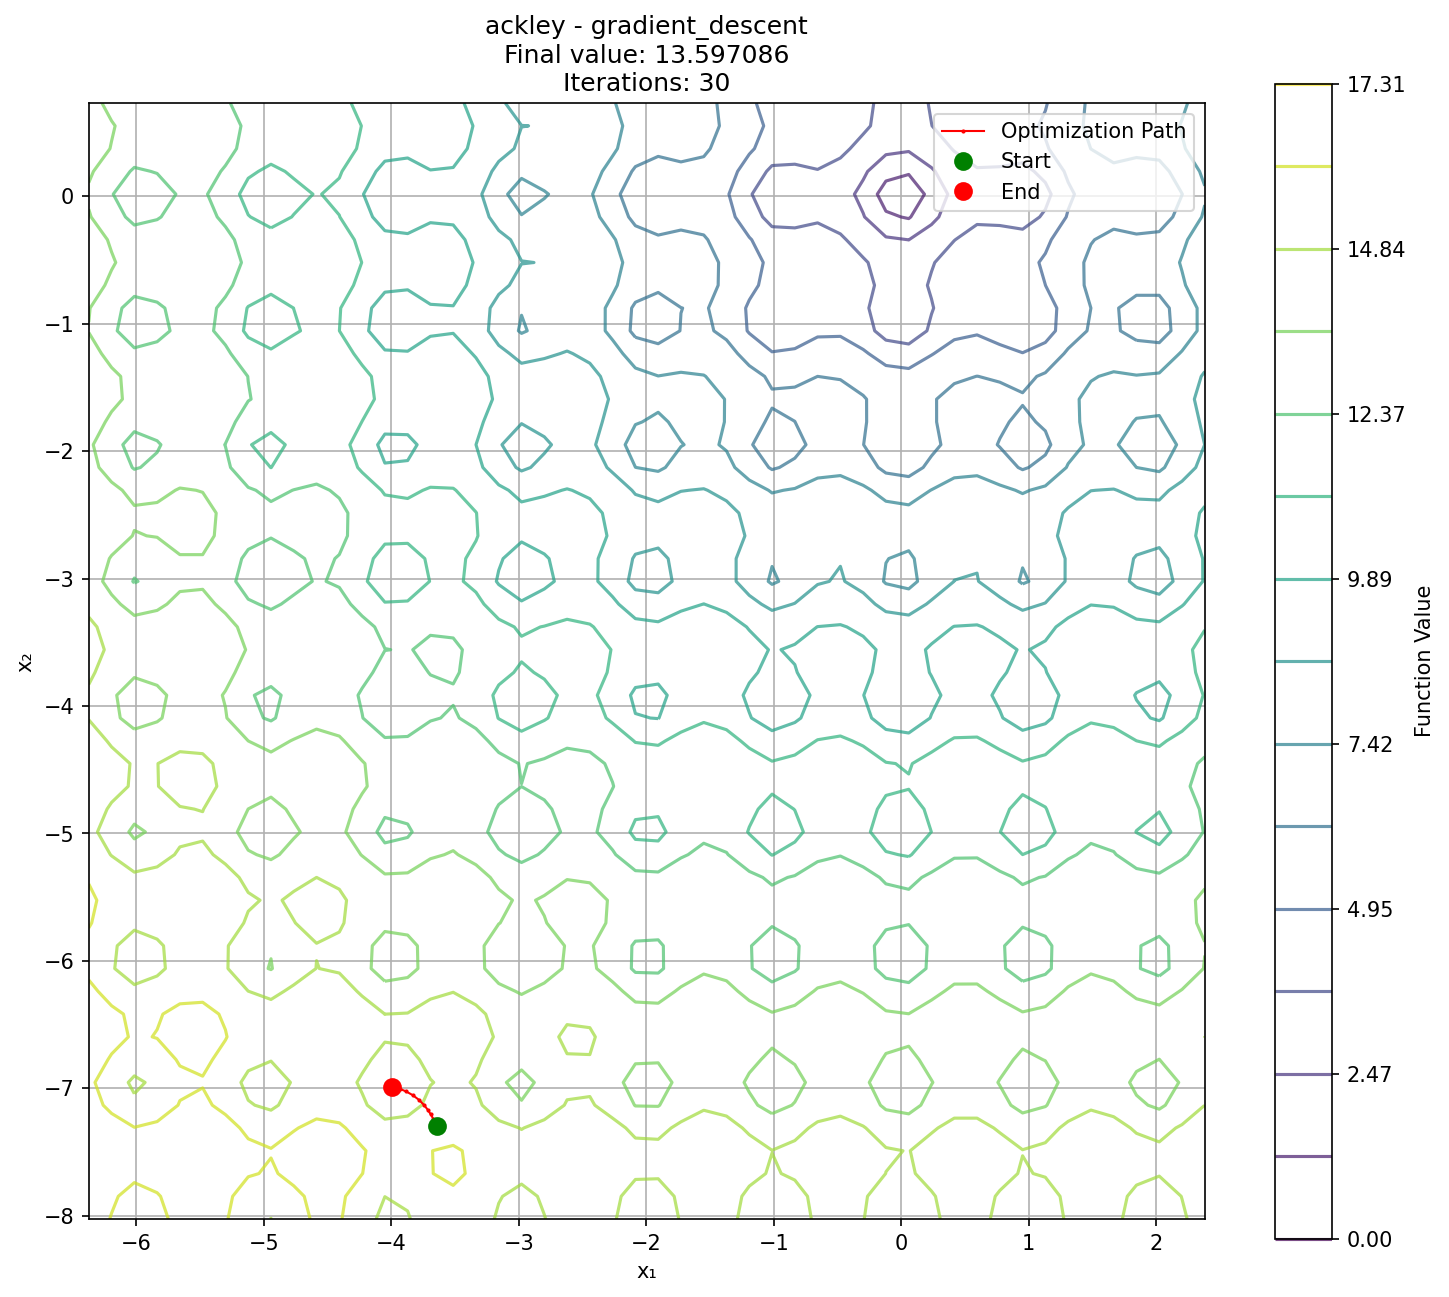 ackley - gradient_descent
Final value: 13.597086
Iterations: 30
Optimization Path
Start
End
0
−1
−2
−3
−4
−5
−6
−7
−8
x₂
−6
−5
−4
−3
−2
−1
0
1
2
x₁
17.31
14.84
12.37
9.89
7.42
4.95
2.47
0.00
Function Value